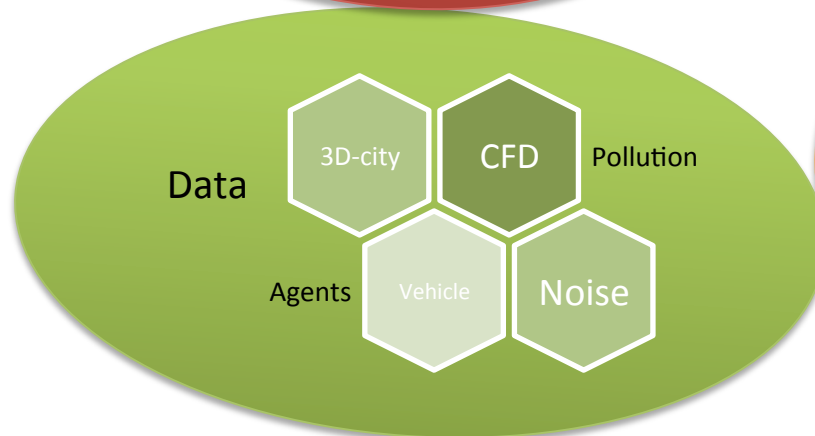 3D-city
CFD
Pollution
Data
Agents
Vehicle
Noise